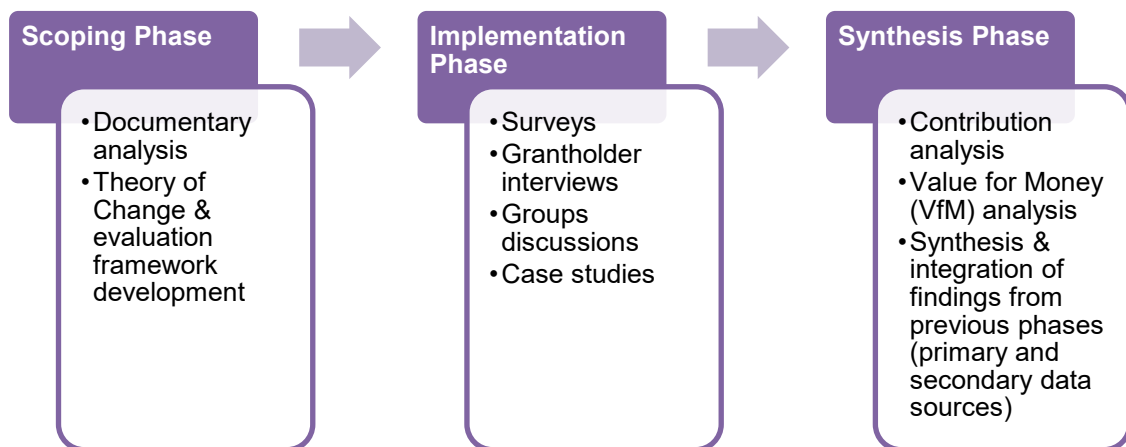 Scoping Phase
•Documentary
analysis
•Theory of
Change &
evaluation
framework
development
Implementation
Phase
•Surveys
•Grantholder
interviews
•Groups
discussions
•Case studies
Synthesis Phase
•Contribution
analysis
•Value for Money
(VfM) analysis
•Synthesis &
integration of
findings from
previous phases
(primary and
secondary data
sources)